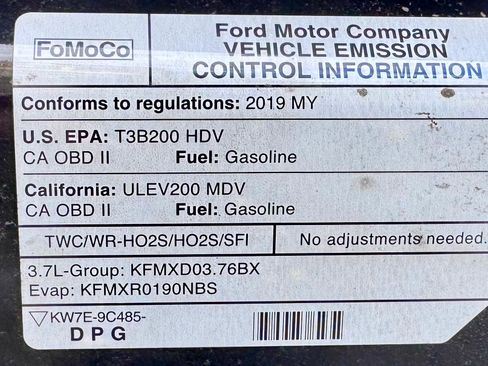 FoMoCo
Ford Motor Company
VEHICLE EMISSION
CONTROL INFORMATION
Conforms to regulations: 2019 MY
U.S. EPA: T3B200 HDV
CA OBD II Fuel: Gasoline
California: ULEV200 MDV
CA OBD II Fuel: Gasoline
TWC/WR-HO2S/HO2S/SFI No adjustments needed.
3.7L-Group: KFMXD03.76BX
Evap: KFMXR0190NBS
KW7E-9C485-
DPG